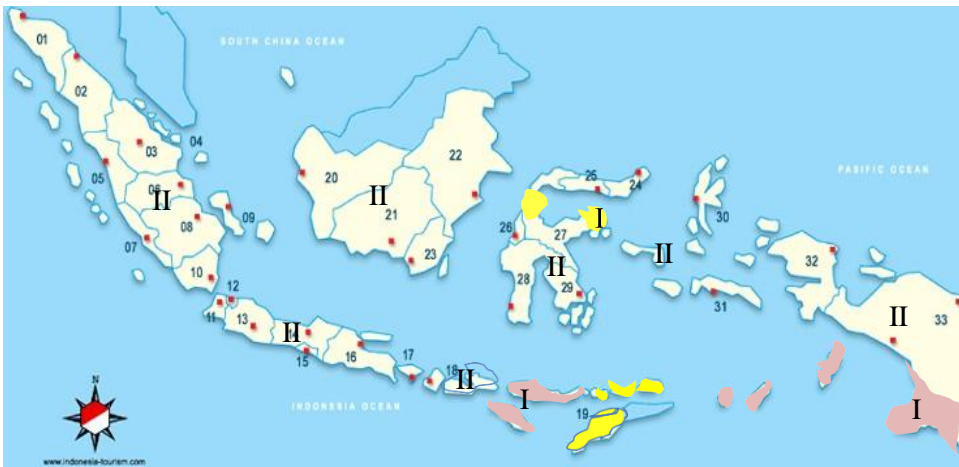 01
SOUTH CHINA OCEAN
02
03
04
05
06
II
07
08
09
10
11
12
13
II
15
16
17
18
II
19
20
II
21
22
23
24
25
26
27
I
28
II
29
II
30
31
32
II
33
I
I
PASIFIC OCEAN
INDONESIA OCEAN
N
www.indonesia-tourism.com